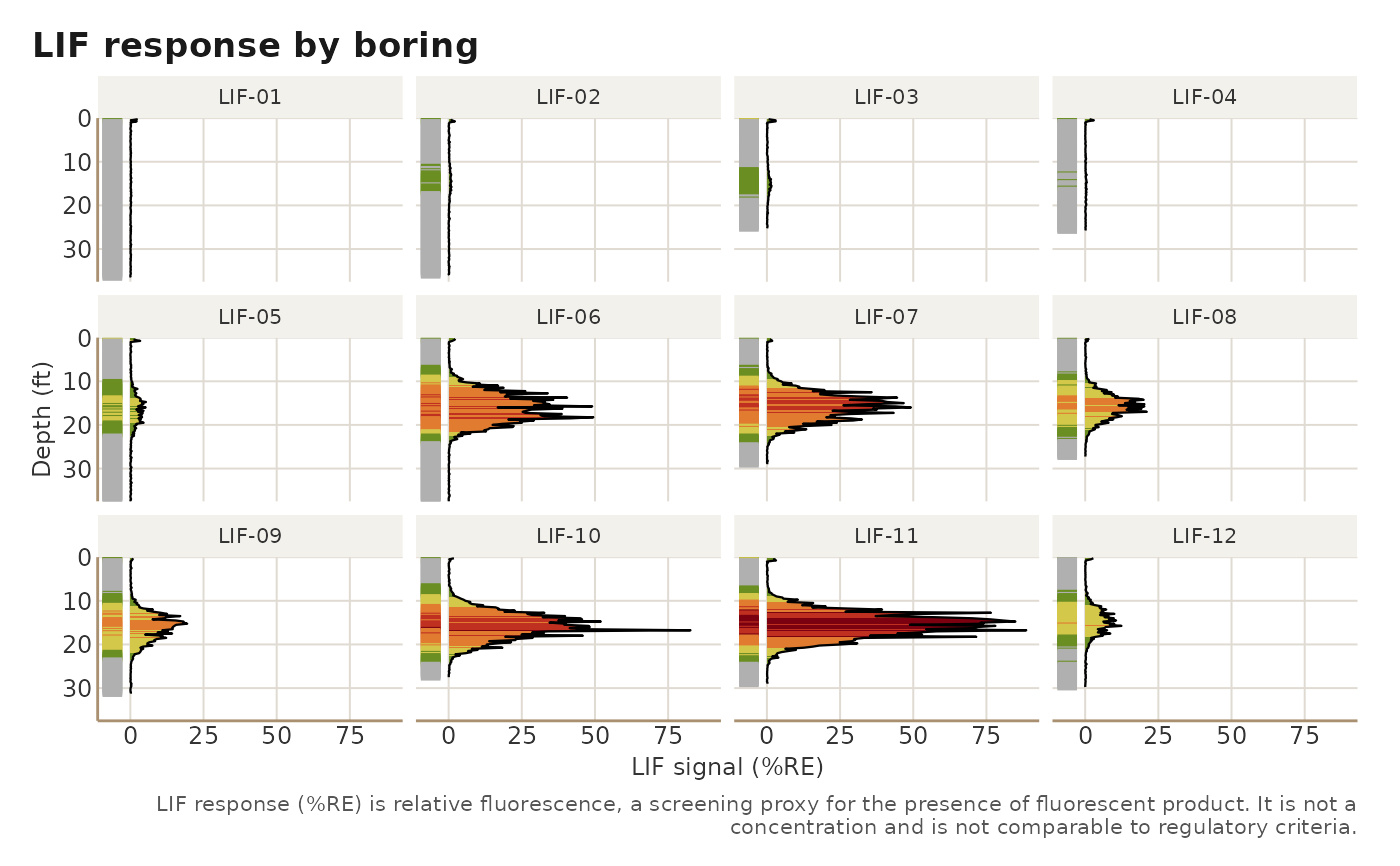 LIF response by boring
LIF-01 LIF-02 LIF-03 LIF-04
0
10
20
30
LIF-05 LIF-06 LIF-07 LIF-08
0
10
20
30
Depth (ft)
LIF-09 LIF-10 LIF-11 LIF-12
0
10
20
30
0 25 50 75 0 25 50 75 0 25 50 75 0 25 50 75
LIF signal (%RE)
LIF response (%RE) is relative fluorescence, a screening proxy for the presence of fluorescent product. It is not a
concentration and is not comparable to regulatory criteria.